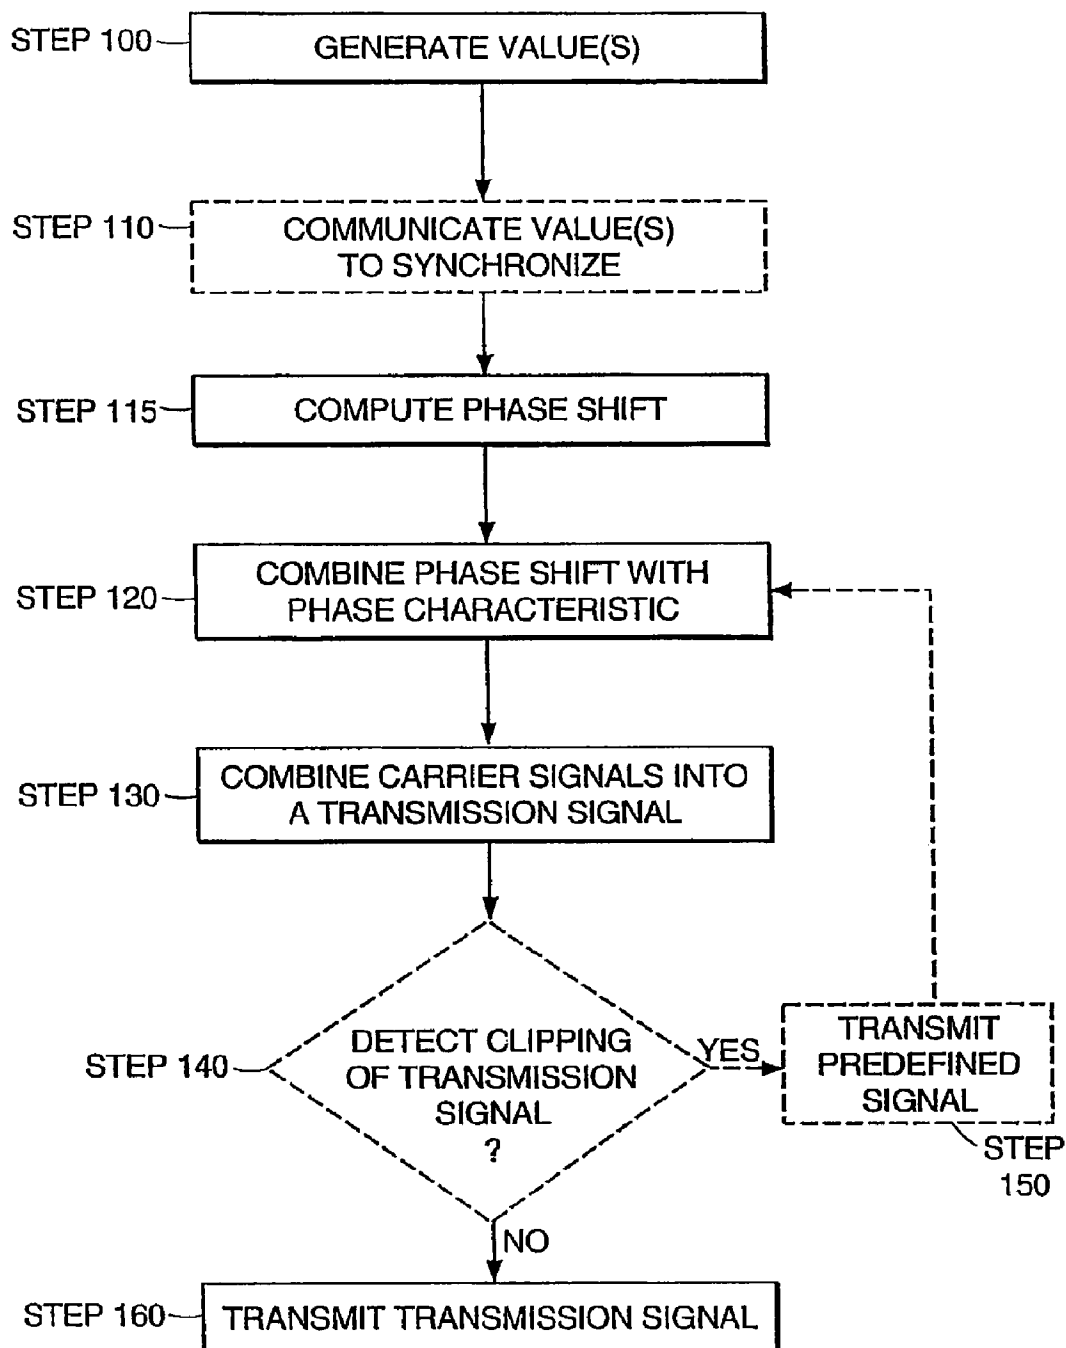 STEP 100
GENERATE VALUE(S)
STEP 110
COMMUNICATE VALUE(S)
TO SYNCHRONIZE
STEP 115
COMPUTE PHASE SHIFT
STEP 120
COMBINE PHASE SHIFT WITH
PHASE CHARACTERISTIC
STEP 130
COMBINE CARRIER SIGNALS INTO
A TRANSMISSION SIGNAL
STEP 140
DETECT CLIPPING
OF TRANSMISSION
SIGNAL
?
YES
TRANSMIT
PREDEFINED
SIGNAL
STEP
150
NO
STEP 160
TRANSMIT TRANSMISSION SIGNAL